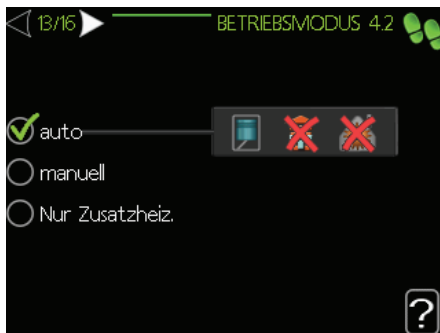 13/16 BETRIEBSMODUS 4.2
auto
manuell
Nur Zusatzheiz.
?